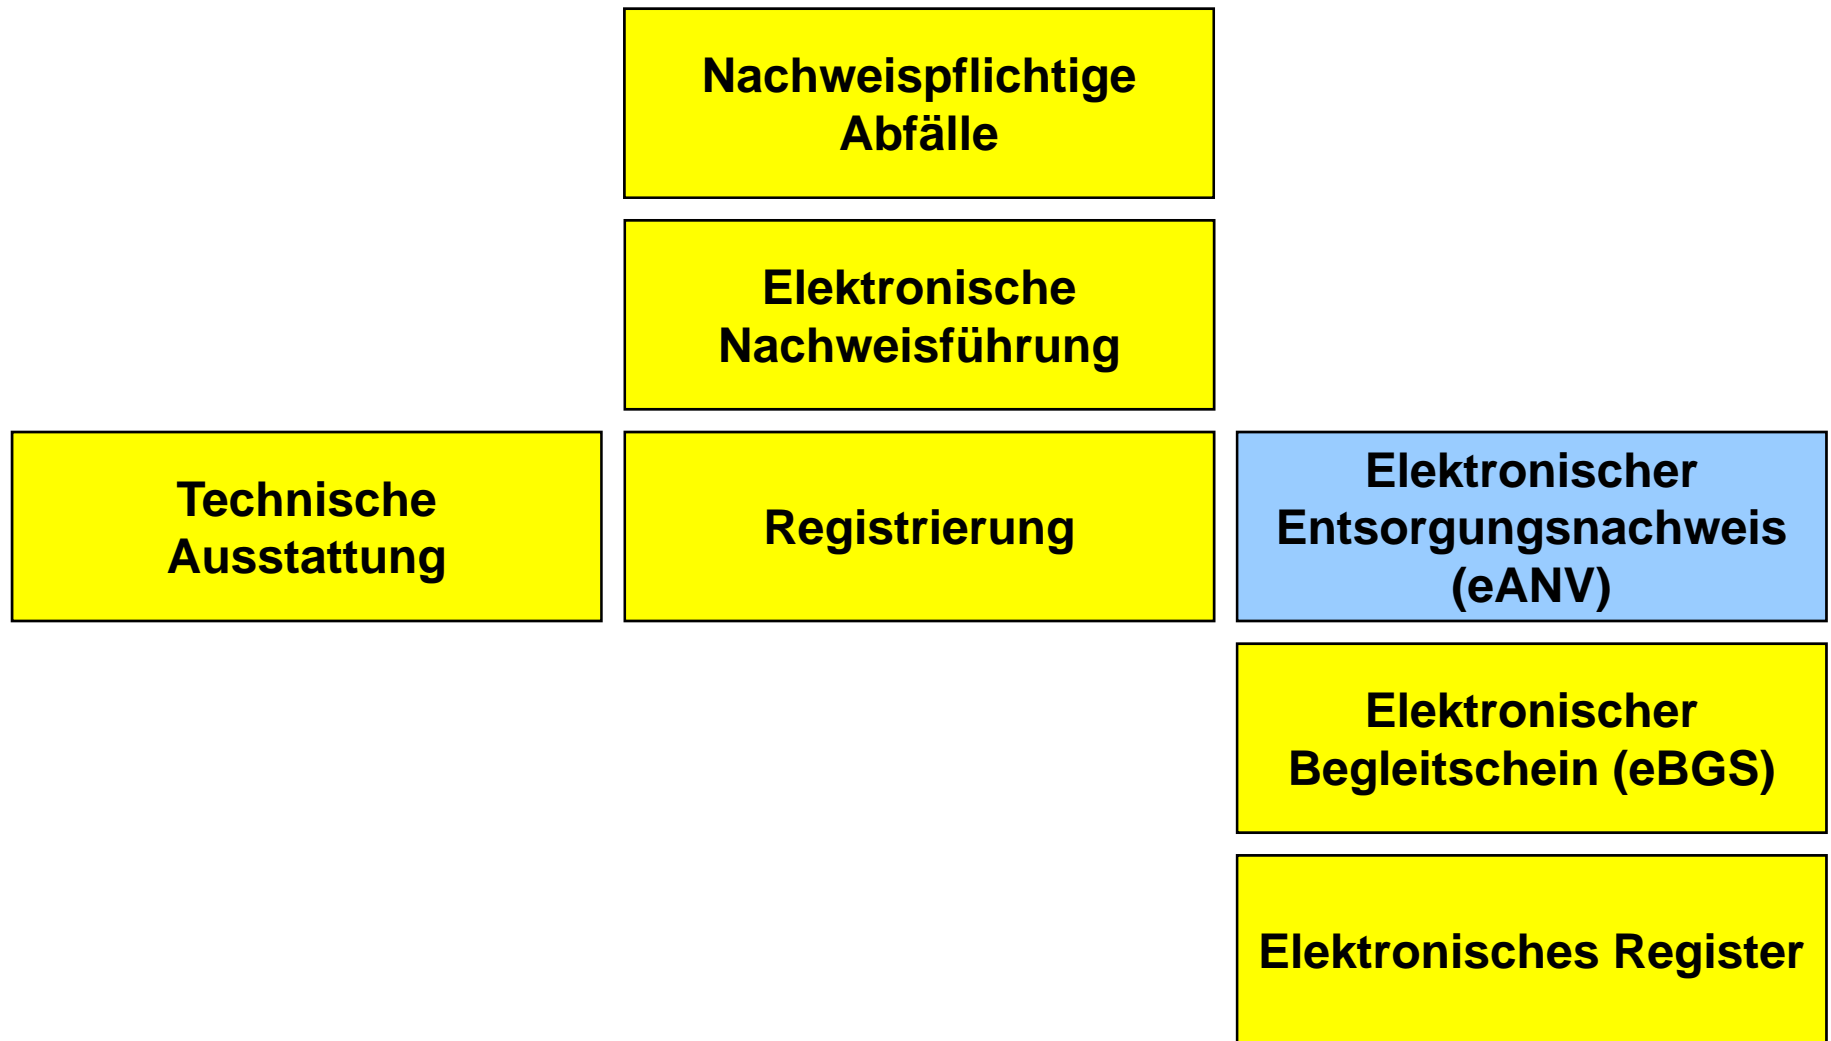 Nachweispflichtige
Abfälle
Elektronische
Nachweisführung
Technische
Ausstattung
Registrierung
Elektronischer
Entsorgungsnachweis
(eANV)
Elektronischer
Begleitschein (eBGS)
Elektronisches Register